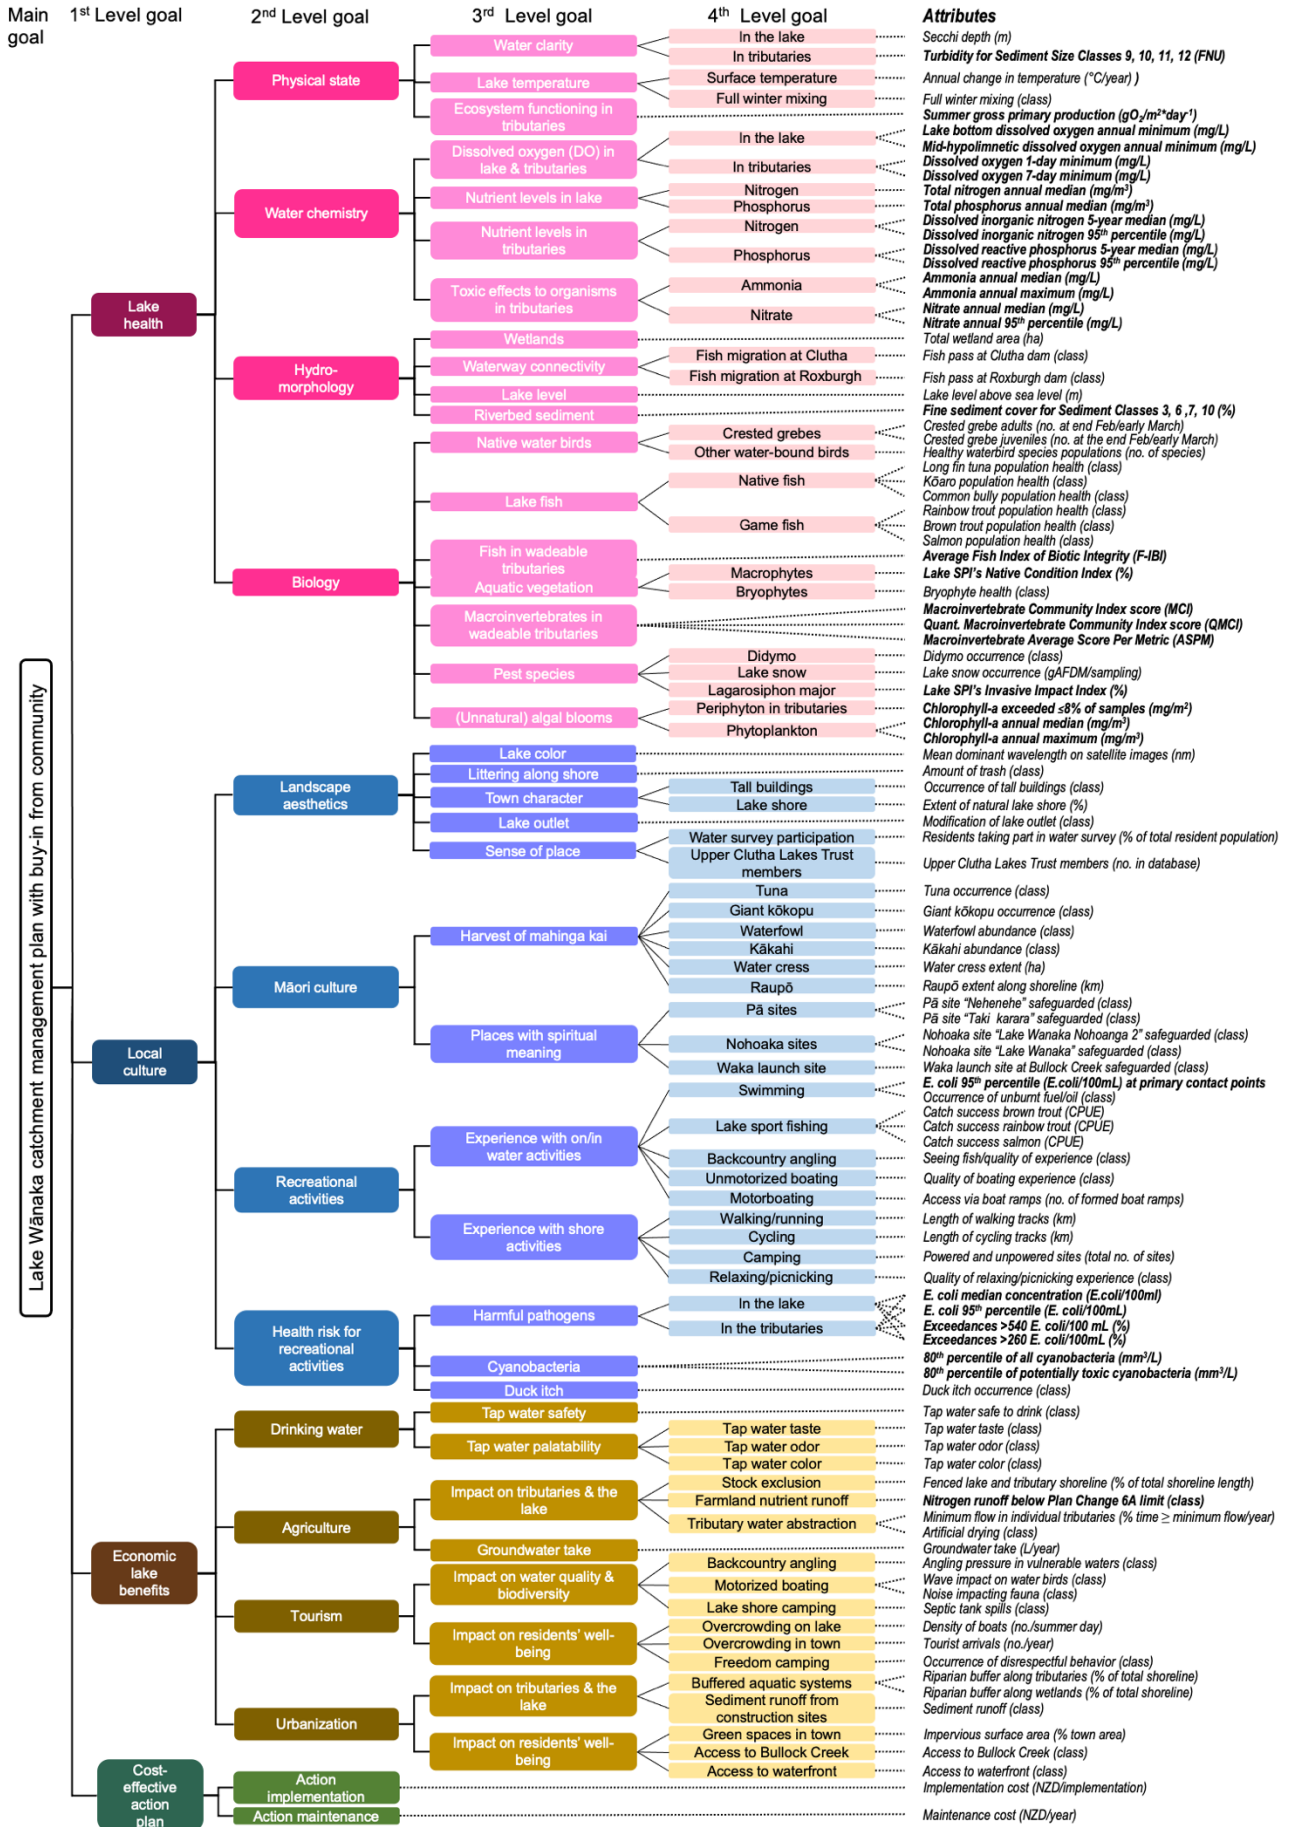 Main goal
1st Level goal
2nd Level goal
3rd Level goal
4th Level goal
Attributes
Lake Wānaka catchment management plan with buy-in from community
Lake health
Physical state
Water clarity
In the lake
Secchi depth (m)
In tributaries
Turbidity for Sediment Size Classes 9, 10, 11, 12 (FNU)
Lake temperature
Surface temperature
Annual change in temperature (°C/year) )
Full winter mixing
Full winter mixing (class)
Ecosystem functioning in tributaries
Summer gross primary production (gO₂/m²*day⁻¹)
Water chemistry
Dissolved oxygen (DO) in lake & tributaries
In the lake
Lake bottom dissolved oxygen annual minimum (mg/L)
Mid-hypolimnetic dissolved oxygen annual minimum (mg/L)
In tributaries
Dissolved oxygen 1-day minimum (mg/L)
Dissolved oxygen 7-day minimum (mg/L)
Nutrient levels in lake
Nitrogen
Total nitrogen annual median (mg/m³)
Phosphorus
Total phosphorus annual median (mg/m³)
Nutrient levels in tributaries
Nitrogen
Dissolved inorganic nitrogen 5-year median (mg/L)
Dissolved inorganic nitrogen 95th percentile (mg/L)
Phosphorus
Dissolved reactive phosphorus 5-year median (mg/L)
Dissolved reactive phosphorus 95th percentile (mg/L)
Toxic effects to organisms in tributaries
Ammonia
Ammonia annual median (mg/L)
Ammonia annual maximum (mg/L)
Nitrate
Nitrate annual median (mg/L)
Nitrate annual 95th percentile (mg/L)
Hydro-morphology
Wetlands
Total wetland area (ha)
Waterway connectivity
Fish migration at Clutha
Fish pass at Clutha dam (class)
Fish migration at Roxburgh
Fish pass at Roxburgh dam (class)
Lake level
Lake level above sea level (m)
Riverbed sediment
Fine sediment cover for Sediment Classes 3, 6 ,7, 10 (%)
Biology
Native water birds
Crested grebes
Crested grebe adults (no. at end Feb/early March)
Crested grebe juveniles (no. at the end Feb/early March)
Other water-bound birds
Healthy waterbird species populations (no. of species)
Lake fish
Native fish
Long fin tuna population health (class)
Kōaro population health (class)
Common bully population health (class)
Game fish
Rainbow trout population health (class)
Brown trout population health (class)
Salmon population health (class)
Fish in wadeable tributaries
Average Fish Index of Biotic Integrity (F-IBI)
Aquatic vegetation
Macrophytes
Lake SPI's Native Condition Index (%)
Bryophytes
Bryophyte health (class)
Macroinvertebrates in wadeable tributaries
Macroinvertebrate Community Index score (MCI)
Quant. Macroinvertebrate Community Index score (QMCI)
Macroinvertebrate Average Score Per Metric (ASPM)
Pest species
Didymo
Didymo occurrence (class)
Lake snow
Lake snow occurrence (gAFDM/sampling)
Lagarosiphon major
Lake SPI's Invasive Impact Index (%)
(Unnatural) algal blooms
Periphyton in tributaries
Chlorophyll-a exceeded ≤8% of samples (mg/m²)
Phytoplankton
Chlorophyll-a annual median (mg/m³)
Chlorophyll-a annual maximum (mg/m³)
Local culture
Landscape aesthetics
Lake color
Mean dominant wavelength on satellite images (nm)
Littering along shore
Amount of trash (class)
Town character
Tall buildings
Occurrence of tall buildings (class)
Lake shore
Extent of natural lake shore (%)
Lake outlet
Modification of lake outlet (class)
Sense of place
Water survey participation
Residents taking part in water survey (% of total resident population)
Upper Clutha Lakes Trust members
Upper Clutha Lakes Trust members (no. in database)
Māori culture
Harvest of mahinga kai
Tuna
Tuna occurrence (class)
Giant kōkopu
Giant kōkopu occurrence (class)
Waterfowl
Waterfowl abundance (class)
Kākahi
Kākahi abundance (class)
Water cress
Water cress extent (ha)
Raupō
Raupō extent along shoreline (km)
Places with spiritual meaning
Pā sites
Pā site “Nehenehe” safeguarded (class)
Pā site “Taki karara” safeguarded (class)
Nohoaka sites
Nohoaka site “Lake Wanaka Nohoanga 2” safeguarded (class)
Nohoaka site “Lake Wanaka” safeguarded (class)
Waka launch site
Waka launch site at Bullock Creek safeguarded (class)
Recreational activities
Experience with on/in water activities
Swimming
E. coli 95th percentile (E.coli/100mL) at primary contact points
Occurrence of unburnt fuel/oil (class)
Lake sport fishing
Catch success brown trout (CPUE)
Catch success rainbow trout (CPUE)
Catch success salmon (CPUE)
Backcountry angling
Seeing fish/quality of experience (class)
Unmotorized boating
Quality of boating experience (class)
Motorboating
Access via boat ramps (no. of formed boat ramps)
Experience with shore activities
Walking/running
Length of walking tracks (km)
Cycling
Length of cycling tracks (km)
Camping
Powered and unpowered sites (total no. of sites)
Relaxing/picnicking
Quality of relaxing/picnicking experience (class)
Health risk for recreational activities
Harmful pathogens
In the lake
In the tributaries
E. coli median concentration (E.coli/100ml)
E. coli 95th percentile (E. coli/100mL)
Exceedances >540 E. coli/100 mL (%)
Exceedances >260 E. coli/100mL (%)
Cyanobacteria
80th percentile of all cyanobacteria (mm³/L)
80th percentile of potentially toxic cyanobacteria (mm³/L)
Duck itch
Duck itch occurrence (class)
Economic lake benefits
Drinking water
Tap water safety
Tap water safe to drink (class)
Tap water palatability
Tap water taste
Tap water taste (class)
Tap water odor
Tap water odor (class)
Tap water color
Tap water color (class)
Agriculture
Impact on tributaries & the lake
Stock exclusion
Fenced lake and tributary shoreline (% of total shoreline length)
Farmland nutrient runoff
Nitrogen runoff below Plan Change 6A limit (class)
Tributary water abstraction
Minimum flow in individual tributaries (% time ≥ minimum flow/year)
Artificial drying (class)
Groundwater take
Groundwater take (L/year)
Tourism
Impact on water quality & biodiversity
Backcountry angling
Angling pressure in vulnerable waters (class)
Motorized boating
Wave impact on water birds (class)
Noise impacting fauna (class)
Lake shore camping
Septic tank spills (class)
Impact on residents' well-being
Overcrowding on lake
Density of boats (no./summer day)
Overcrowding in town
Tourist arrivals (no./year)
Freedom camping
Occurrence of disrespectful behavior (class)
Urbanization
Impact on tributaries & the lake
Buffered aquatic systems
Riparian buffer along tributaries (% of total shoreline)
Riparian buffer along wetlands (% of total shoreline)
Sediment runoff from construction sites
Sediment runoff (class)
Impact on residents' well-being
Green spaces in town
Impervious surface area (% town area)
Access to Bullock Creek
Access to Bullock Creek (class)
Access to waterfront
Access to waterfront (class)
Cost-effective action plan
Action implementation
Implementation cost (NZD/implementation)
Action maintenance
Maintenance cost (NZD/year)